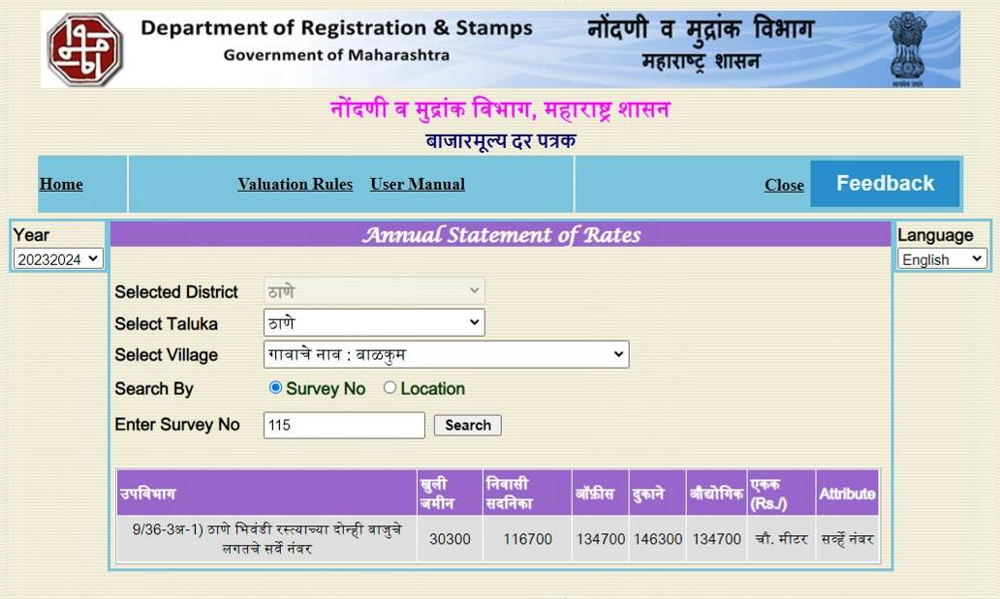 Department of Registration & Stamps
Government of Maharashtra
नोंदणी व मुद्रांक विभाग
महाराष्ट्र शासन
नोंदणी व मुद्रांक विभाग, महाराष्ट्र शासन
बाजारमूल्य दर पत्रक
Home Valuation Rules User Manual Close Feedback
Year Annual Statement of Rates Language
20232024 English
Selected District ठाणे
Select Taluka ठाणे
Select Village गावाचे नाव : बाळकुम
Search By Survey No Location
Enter Survey No 115 Search
उपविभाग खुली जमीन निवासी सदनिका ऑफ़ीस दुकाने औद्योगिक एकक (Rs./) Attribute
9/36-3अ-1) ठाणे भिवंडी रस्त्याच्या दोन्ही बाजुचे लगतचे सर्वे नंबर 30300 116700 134700 146300 134700 चौ. मीटर सर्व्हे नंबर